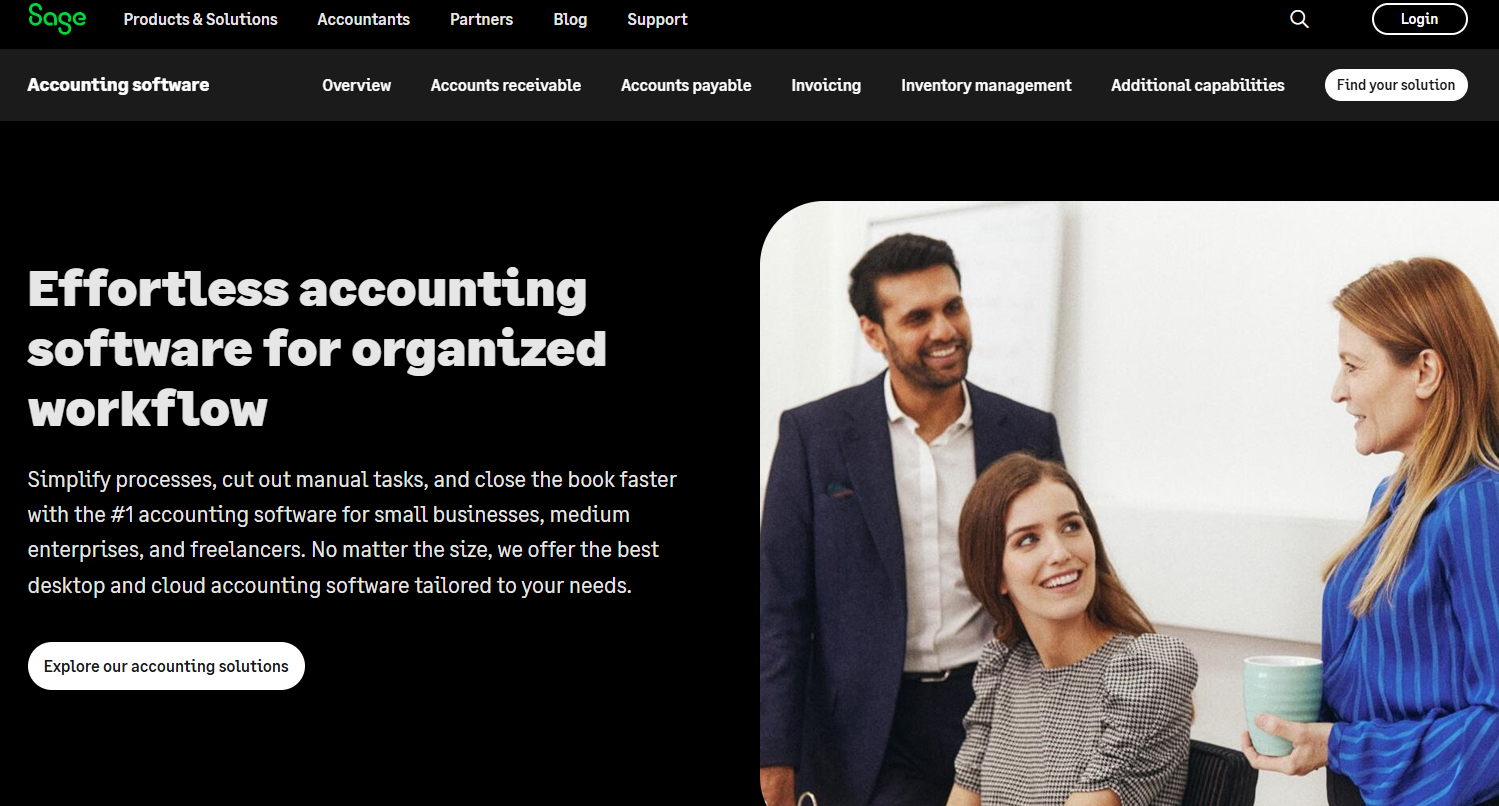 Sage Products & Solutions Accountants Partners Blog Support Login
Accounting software Overview Accounts receivable Accounts payable Invoicing Inventory management Additional capabilities Find your solution
Effortless accounting
software for organized
workflow
Simplify processes, cut out manual tasks, and close the book faster
with the #1 accounting software for small businesses, medium
enterprises, and freelancers. No matter the size, we offer the best
desktop and cloud accounting software tailored to your needs.
Explore our accounting solutions